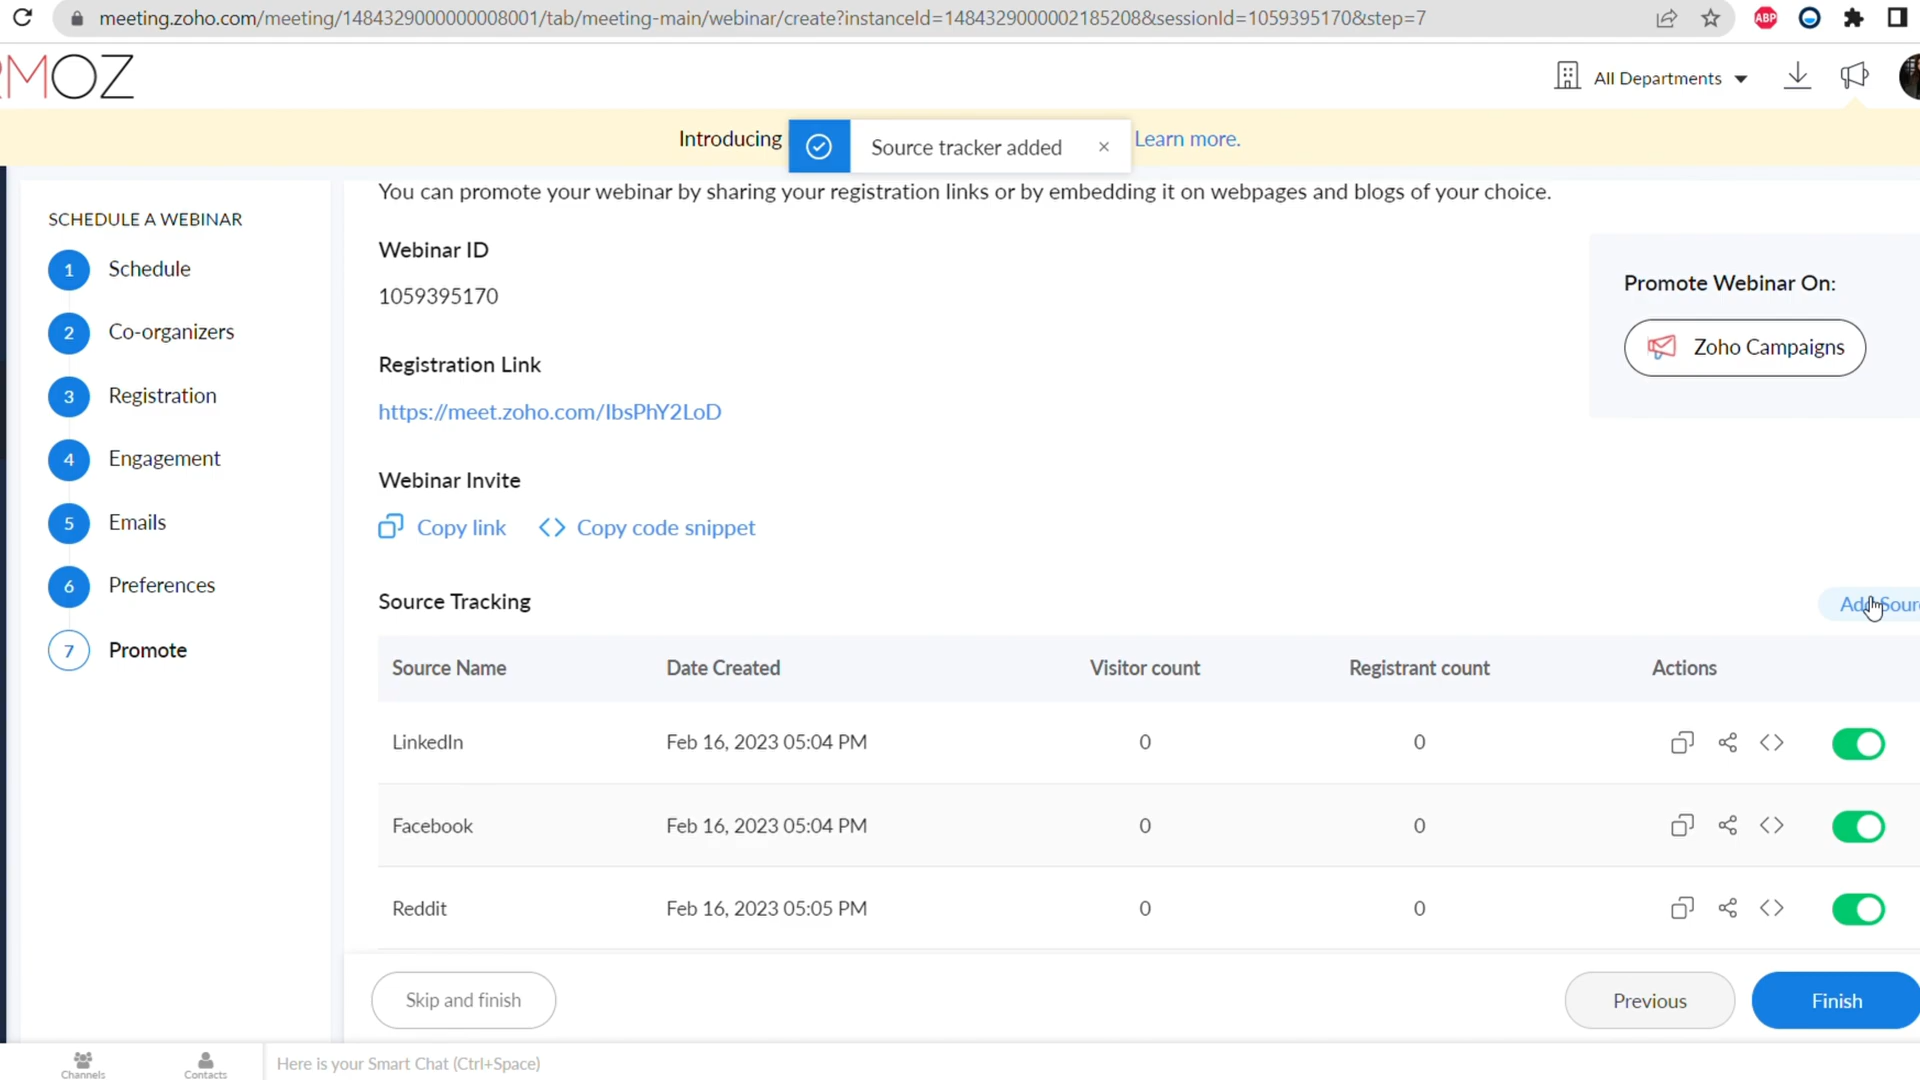 meeting.zoho.com/meeting/1484329000000008001/tab/meeting-main/webinar/create?instanceId=1484329000002185208&sessionId=1059395170&step=7
ABP
MOZ
All Departments
Introducing
Source tracker added
×
Learn more.
You can promote your webinar by sharing your registration links or by embedding it on webpages and blogs of your choice.
SCHEDULE A WEBINAR
1 Schedule
2 Co-organizers
3 Registration
4 Engagement
5 Emails
6 Preferences
7 Promote
Webinar ID
1059395170
Registration Link
https://meet.zoho.com/lbsPhY2LoD
Webinar Invite
Copy link
Copy code snippet
Promote Webinar On:
Zoho Campaigns
Source Tracking
Add Sour
Source Name Date Created Visitor count Registrant count Actions
LinkedIn Feb 16, 2023 05:04 PM 0 0
Facebook Feb 16, 2023 05:04 PM 0 0
Reddit Feb 16, 2023 05:05 PM 0 0
Skip and finish
Previous
Finish
Channels
Contacts
Here is your Smart Chat (Ctrl+Space)